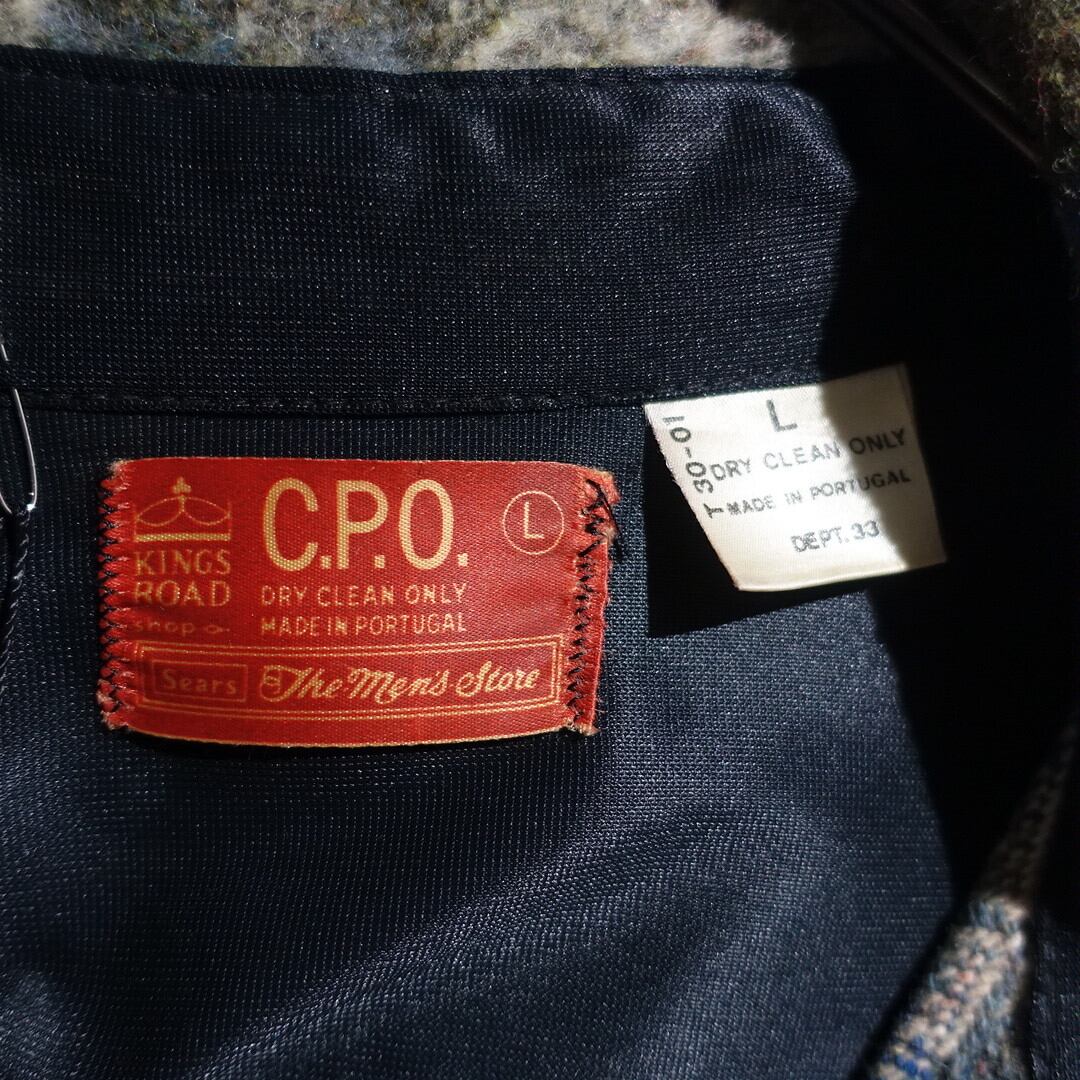 C.P.O. L
KINGS
ROAD
shop
DRY CLEAN ONLY
MADE IN PORTUGAL
Sears The Men's Store
L
DRY CLEAN ONLY
MADE IN PORTUGAL
DEPT. 33
T 30-01